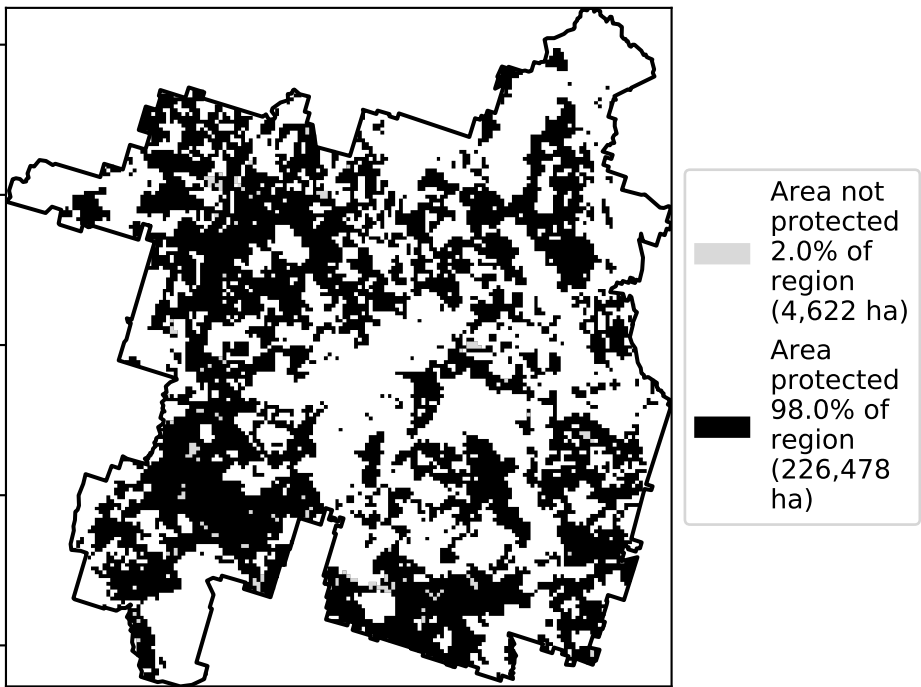 Area not
protected
2.0% of
region
(4,622 ha)
Area
protected
98.0% of
region
(226,478
ha)